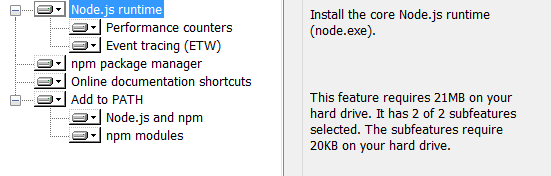 Node.js runtime
Performance counters
Event tracing (ETW)
npm package manager
Online documentation shortcuts
Add to PATH
Node.js and npm
npm modules
Install the core Node.js runtime
(node.exe).
This feature requires 21MB on your
hard drive. It has 2 of 2 subfeatures
selected. The subfeatures require
20KB on your hard drive.